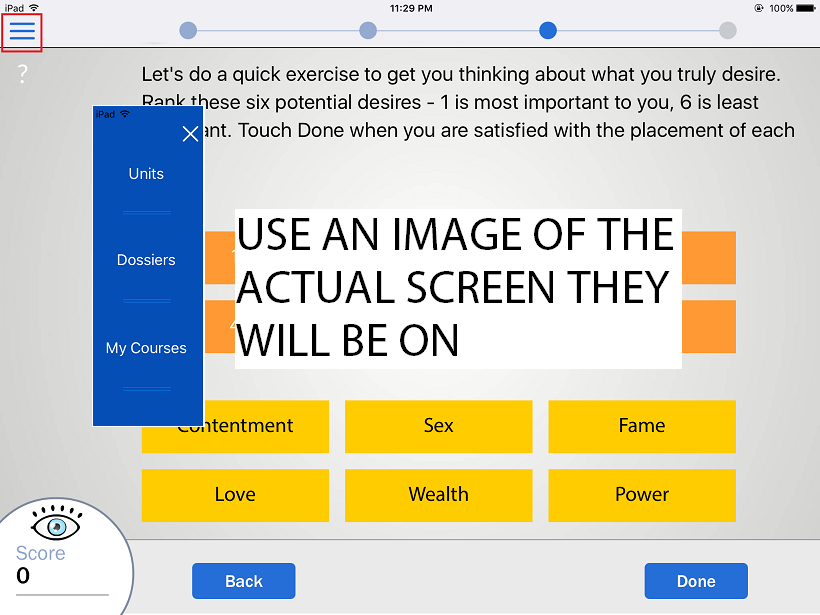 iPad 11:29 PM 100%
?
Let's do a quick exercise to get you thinking about what you truly desire.
Rank these six potential desires - 1 is most important to you, 6 is least
ant. Touch Done when you are satisfied with the placement of each
iPad
Units
Dossiers
My Courses
USE AN IMAGE OF THE
ACTUAL SCREEN THEY
WILL BE ON
Contentment Sex Fame
Love Wealth Power
Score
0
Back Done